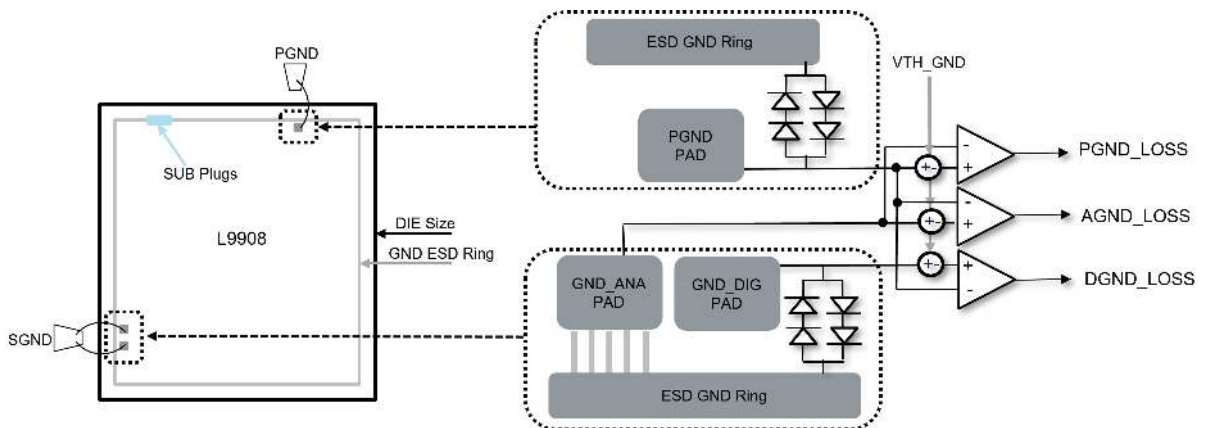 ESD GND Ring
PGND
VTH_GND
PGND
PAD
PGND_LOSS
SUB Plugs
AGND_LOSS
L9908
DIE Size
GND ESD Ring
GND_ANA
PAD
GND_DIG
PAD
DGND_LOSS
SGND
ESD GND Ring
-
+
-
+
+
-
+-
+-
+-